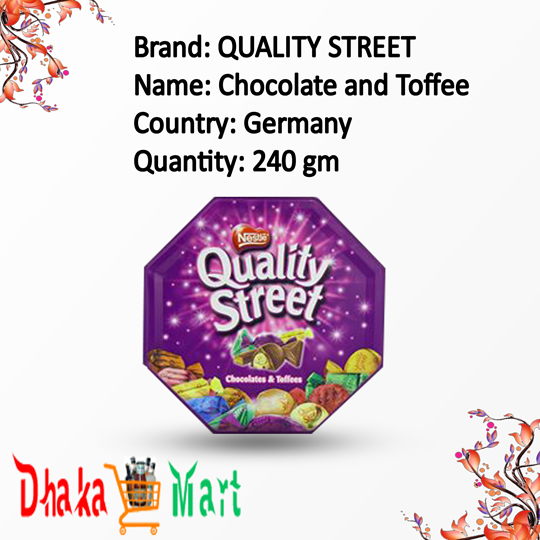 Brand: QUALITY STREET
Name: Chocolate and Toffee
Country: Germany
Quantity: 240 gm
Nestlé
Quality
Street
Chocolates & Toffees
Dhaka Mart